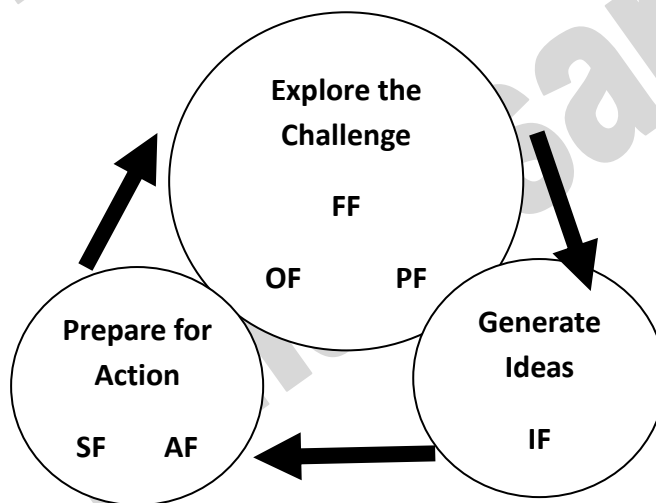 Explore the
Challenge
FF
OF PF
Prepare for
Action
SF AF
Generate
Ideas
IF